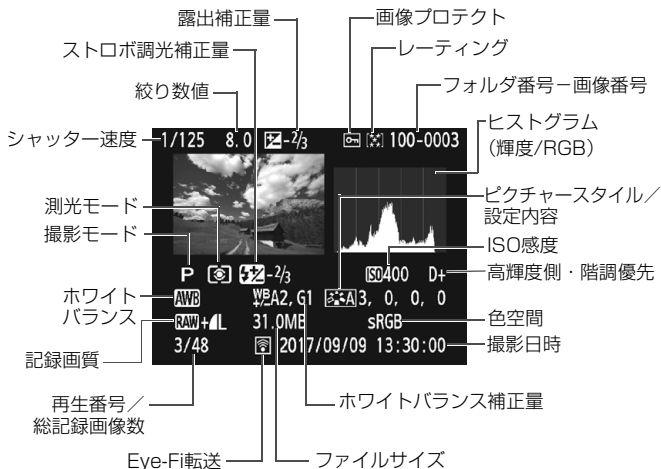 露出補正量
画像プロテクト
ストロボ調光補正量
レーティング
絞り数値
フォルダ番号－画像番号
シャッター速度
1/125 8.0 -2/3 100-0003
ヒストグラム
（輝度/RGB）
測光モード
ピクチャースタイル／
設定内容
撮影モード
ISO感度
P -2/3 ISO400 D+
高輝度側・階調優先
ホワイト
バランス
AWB WB A2, G1 A 3, 0, 0, 0
RAW+L 31.0MB sRGB
色空間
記録画質
3/48 2017/09/09 13:30:00
撮影日時
再生番号／
総記録画像数
ホワイトバランス補正量
Eye-Fi転送
ファイルサイズ